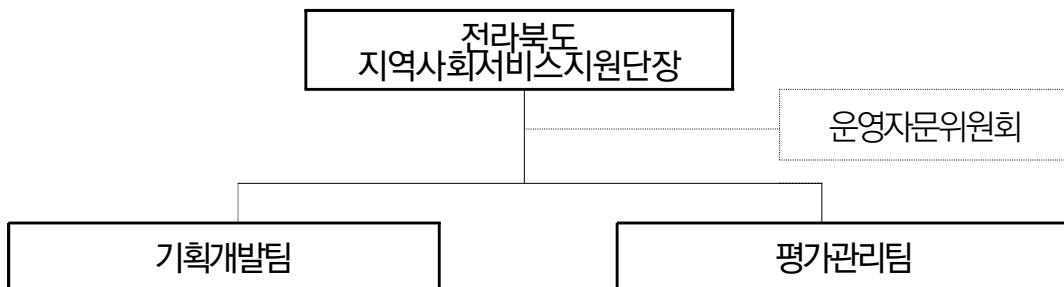 전라북도
지역사회서비스지원단장
운영자문위원회
기획개발팀
평가관리팀